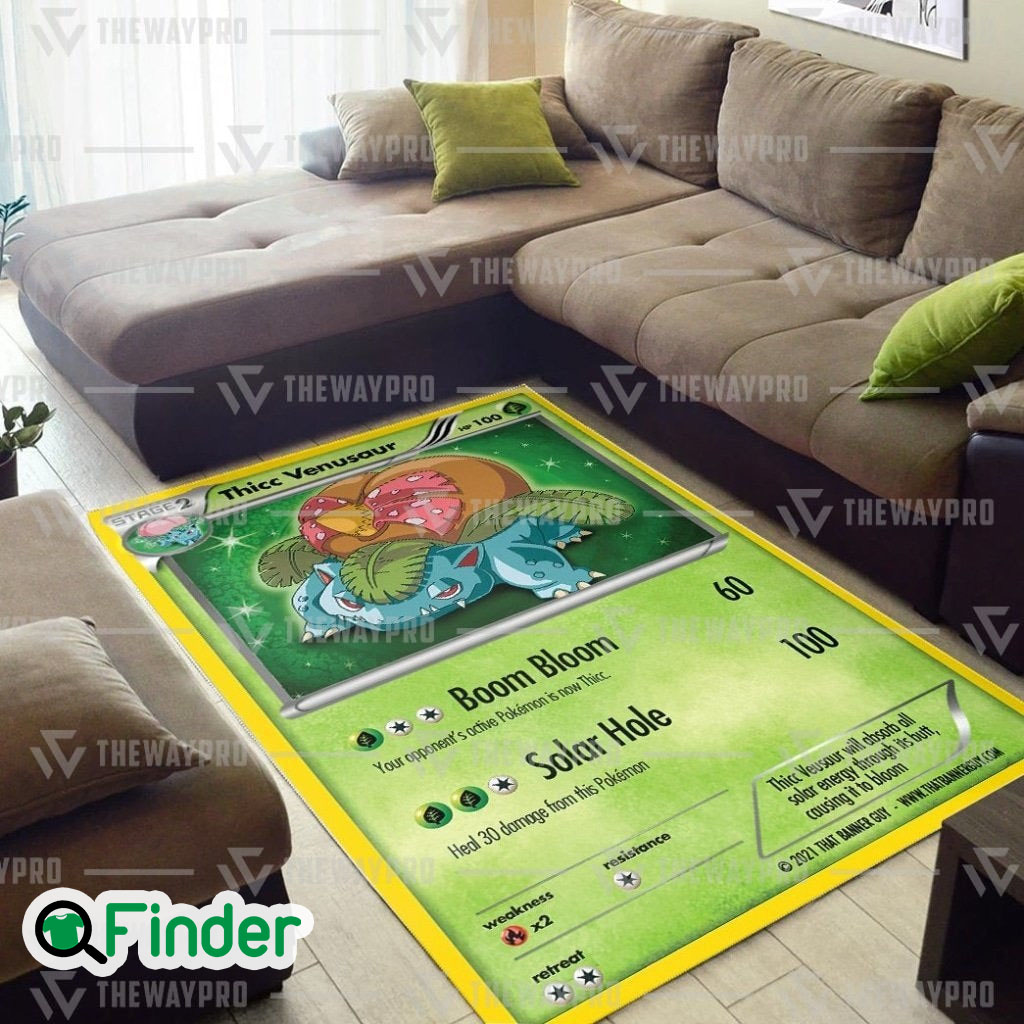 THEWAYPRO
STAGE 2
Thicc Venusaur
HP 100
60
Boom Bloom
Your opponent's active Pokémon is now Thicc.
100
Solar Hole
Heal 30 damage from this Pokémon
Thicc Veusaur will absorb all
solar energy through its butt,
causing it to bloom
© 2021 THAT BANNER GUY - WWW.THATBANNERGUY.COM
weakness
x2
resistance
retreat
Finder